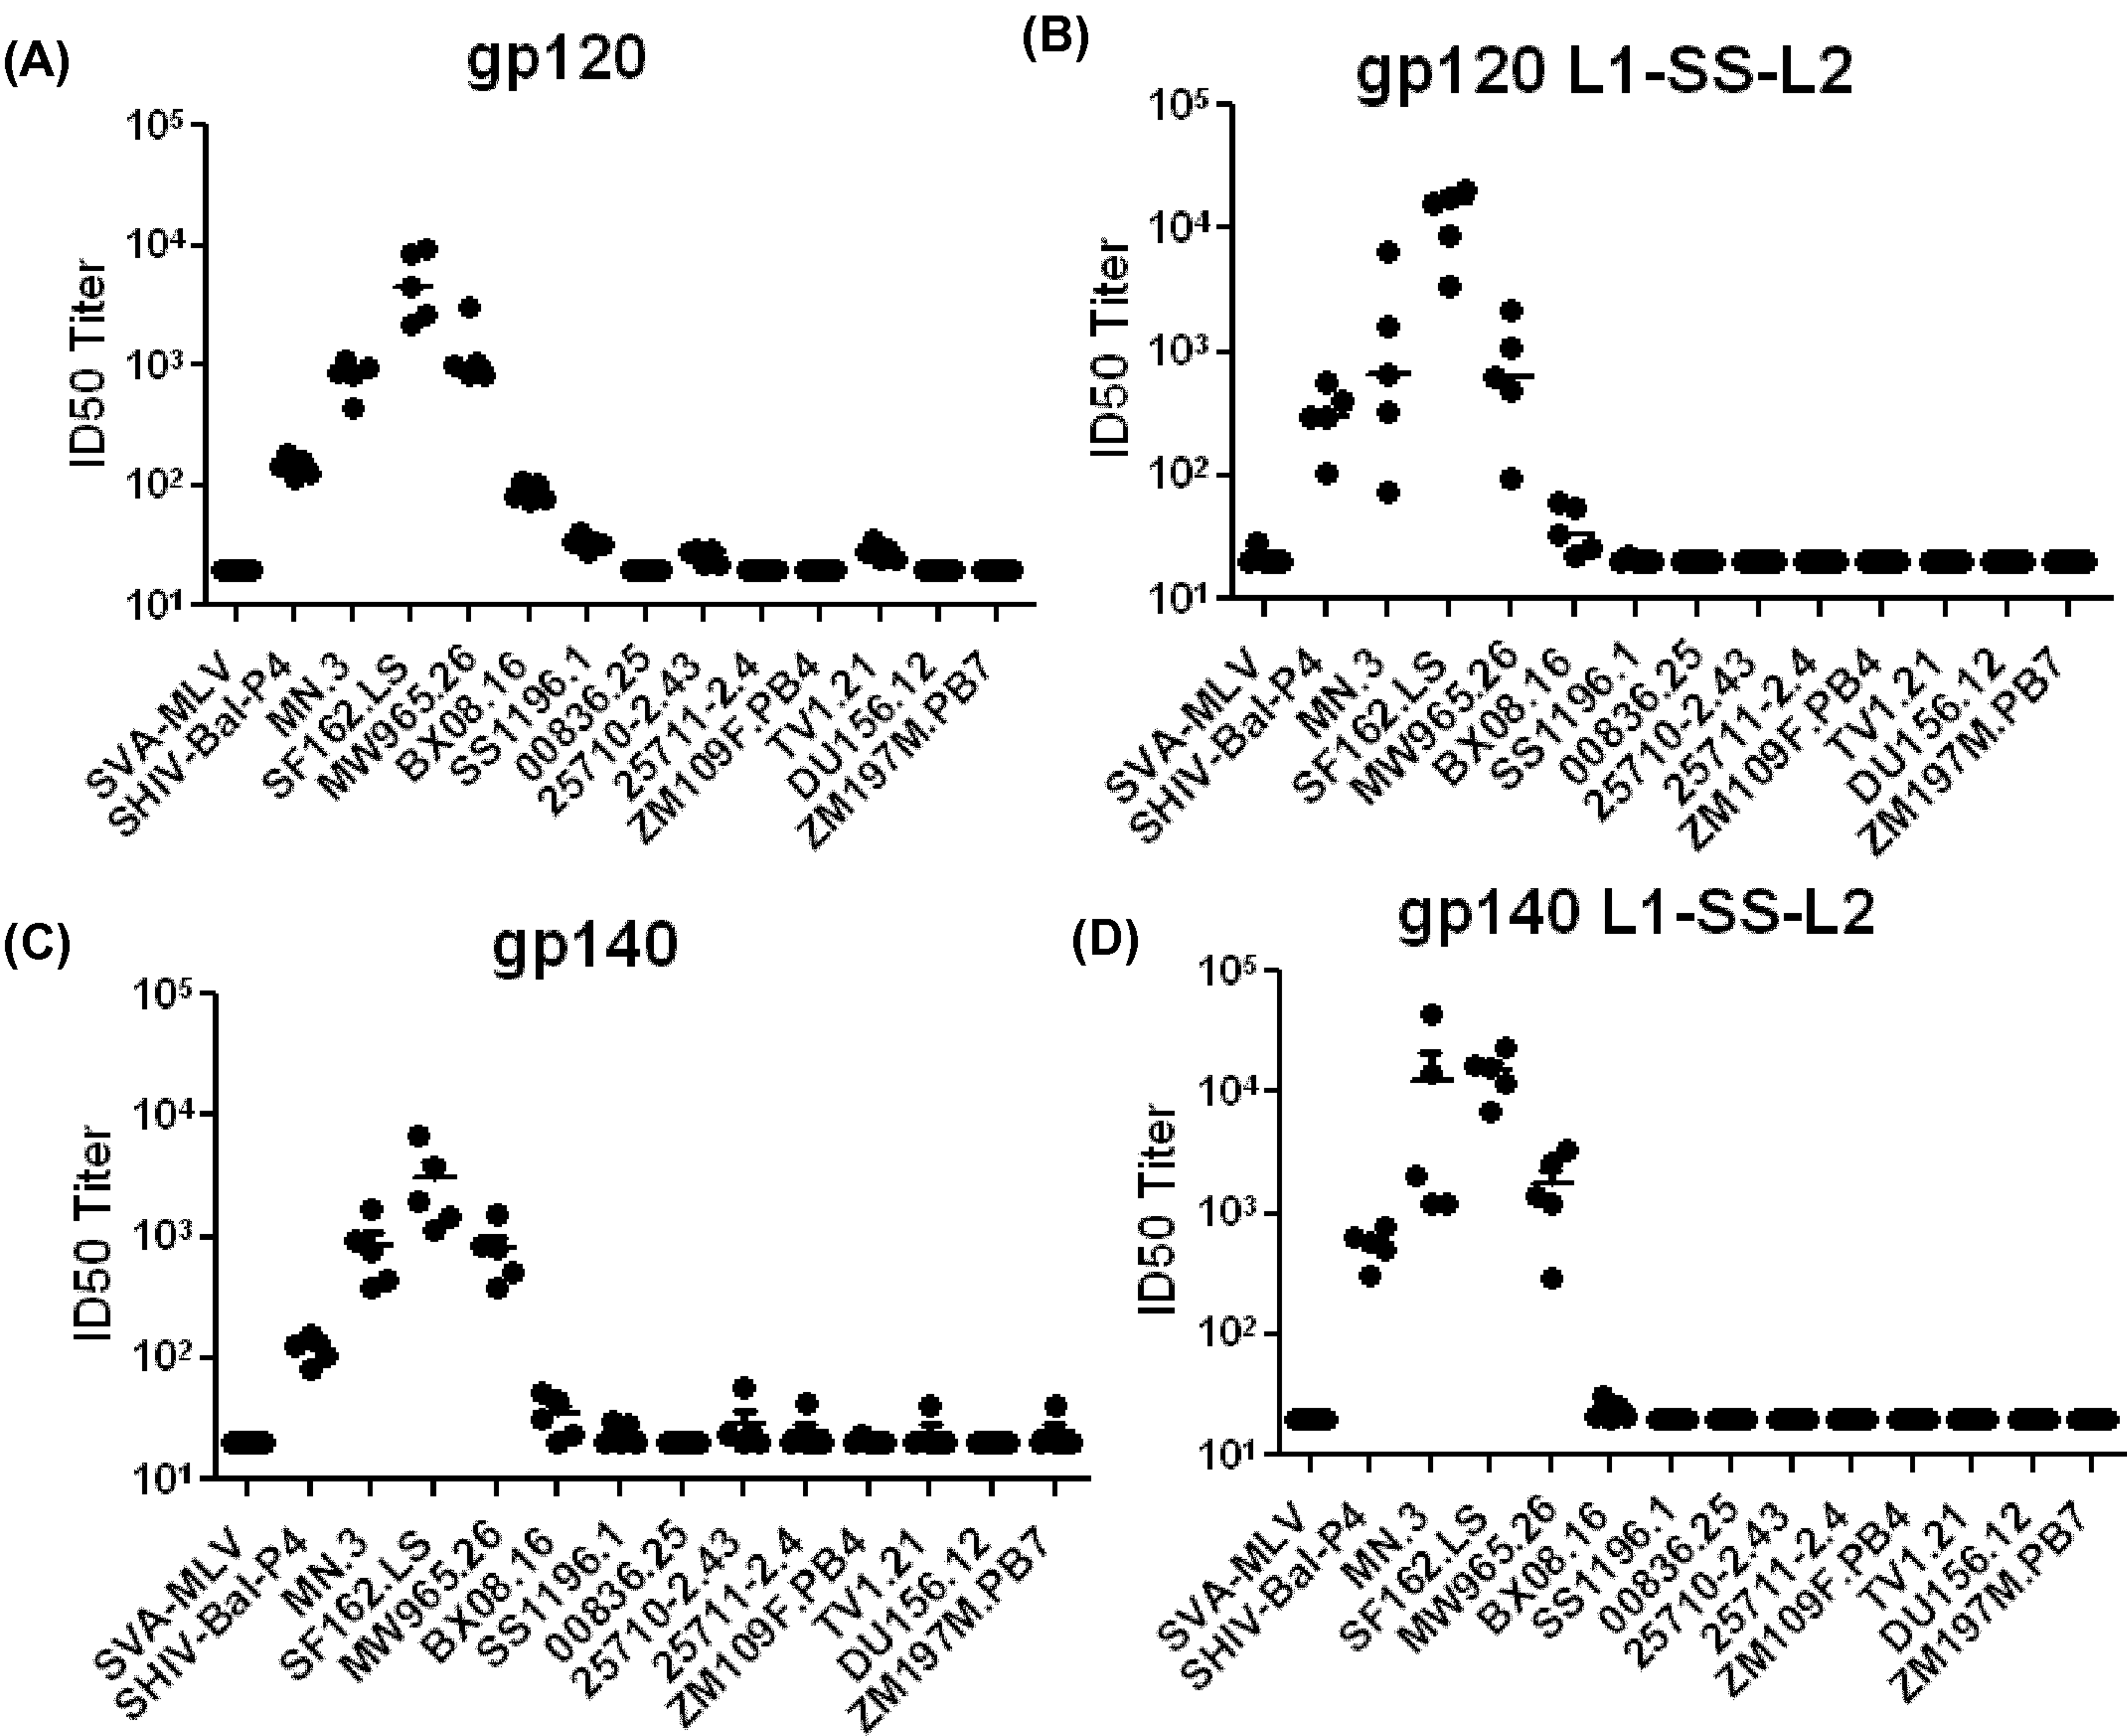 (A)
gp120
10⁵
10⁴
10³
10²
10¹
ID50 Titer
SVA-MLV
SHIV-Bal-P4
MN.3
SF162.LS
MW965.26
BX08.16
SS1196.1
00836.25
25710-2.43
25711-2.4
ZM109F.PB4
TV1.21
DU156.12
ZM197M.PB7
(B)
gp120 L1-SS-L2
10⁵
10⁴
10³
10²
10¹
ID50 Titer
SVA-MLV
SHIV-Bal-P4
MN.3
SF162.LS
MW965.26
BX08.16
SS1196.1
00836.25
25710-2.43
25711-2.4
ZM109F.PB4
TV1.21
DU156.12
ZM197M.PB7
(C)
gp140
10⁵
10⁴
10³
10²
10¹
ID50 Titer
SVA-MLV
SHIV-Bal-P4
MN.3
SF162.LS
MW965.26
BX08.16
SS1196.1
00836.25
25710-2.43
25711-2.4
ZM109F.PB4
TV1.21
DU156.12
ZM197M.PB7
(D)
gp140 L1-SS-L2
10⁵
10⁴
10³
10²
10¹
ID50 Titer
SVA-MLV
SHIV-Bal-P4
MN.3
SF162.LS
MW965.26
BX08.16
SS1196.1
00836.25
25710-2.43
25711-2.4
ZM109F.PB4
TV1.21
DU156.12
ZM197M.PB7